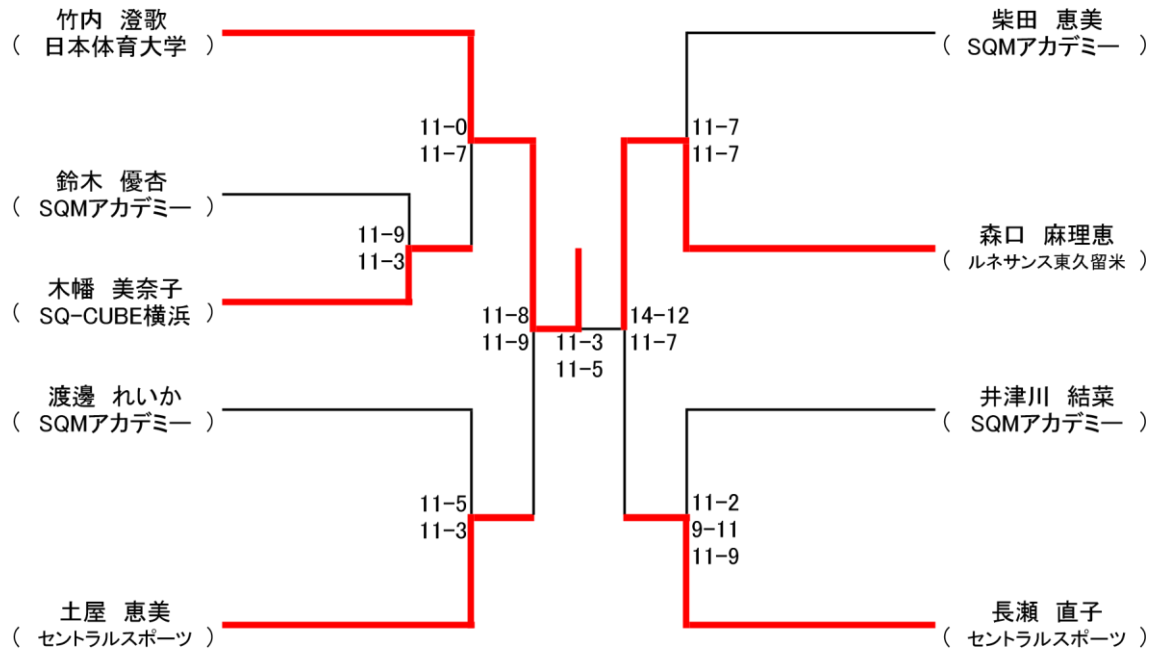 竹内 澄歌
( 日本体育大学 )
11-0
11-7
鈴木 優杏
( SQMアカデミー )
11-9
11-3
木幡 美奈子
( SQ-CUBE横浜 )
11-8
11-9
渡邊 れいか
( SQMアカデミー )
11-5
11-3
土屋 恵美
( セントラルスポーツ )
11-3
11-5
柴田 恵美
( SQMアカデミー )
11-7
11-7
森口 麻理恵
( ルネサンス東久留米 )
14-12
11-7
井津川 結菜
( SQMアカデミー )
11-2
9-11
11-9
長瀬 直子
( セントラルスポーツ )